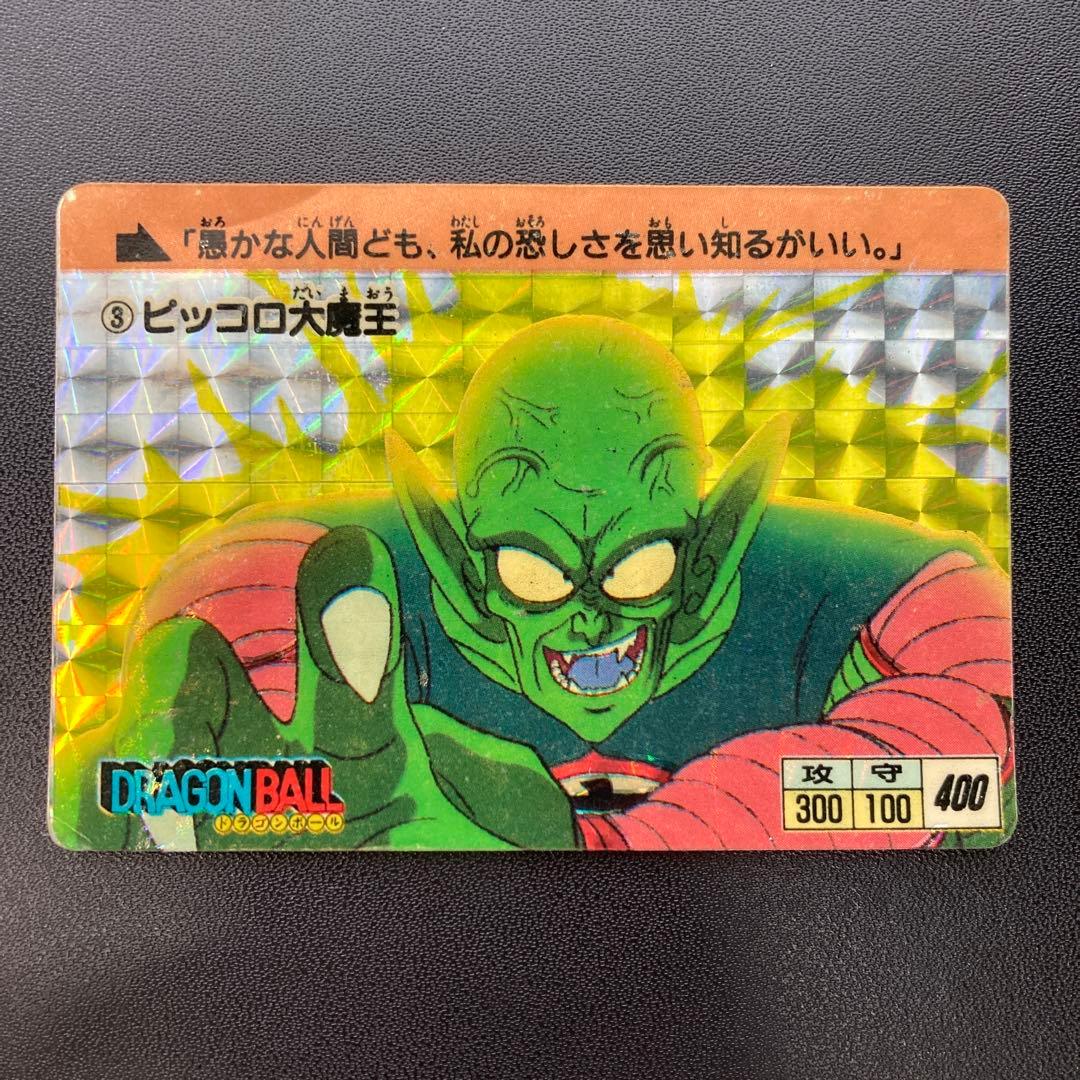 「愚かな人間ども、私の恐しさを思い知るがいい。」
おろ にんげん わたし おそろ おも し
③ピッコロ大魔王
だいまおう
DRAGON BALL
ドラゴンボール
攻 守
300 100 400